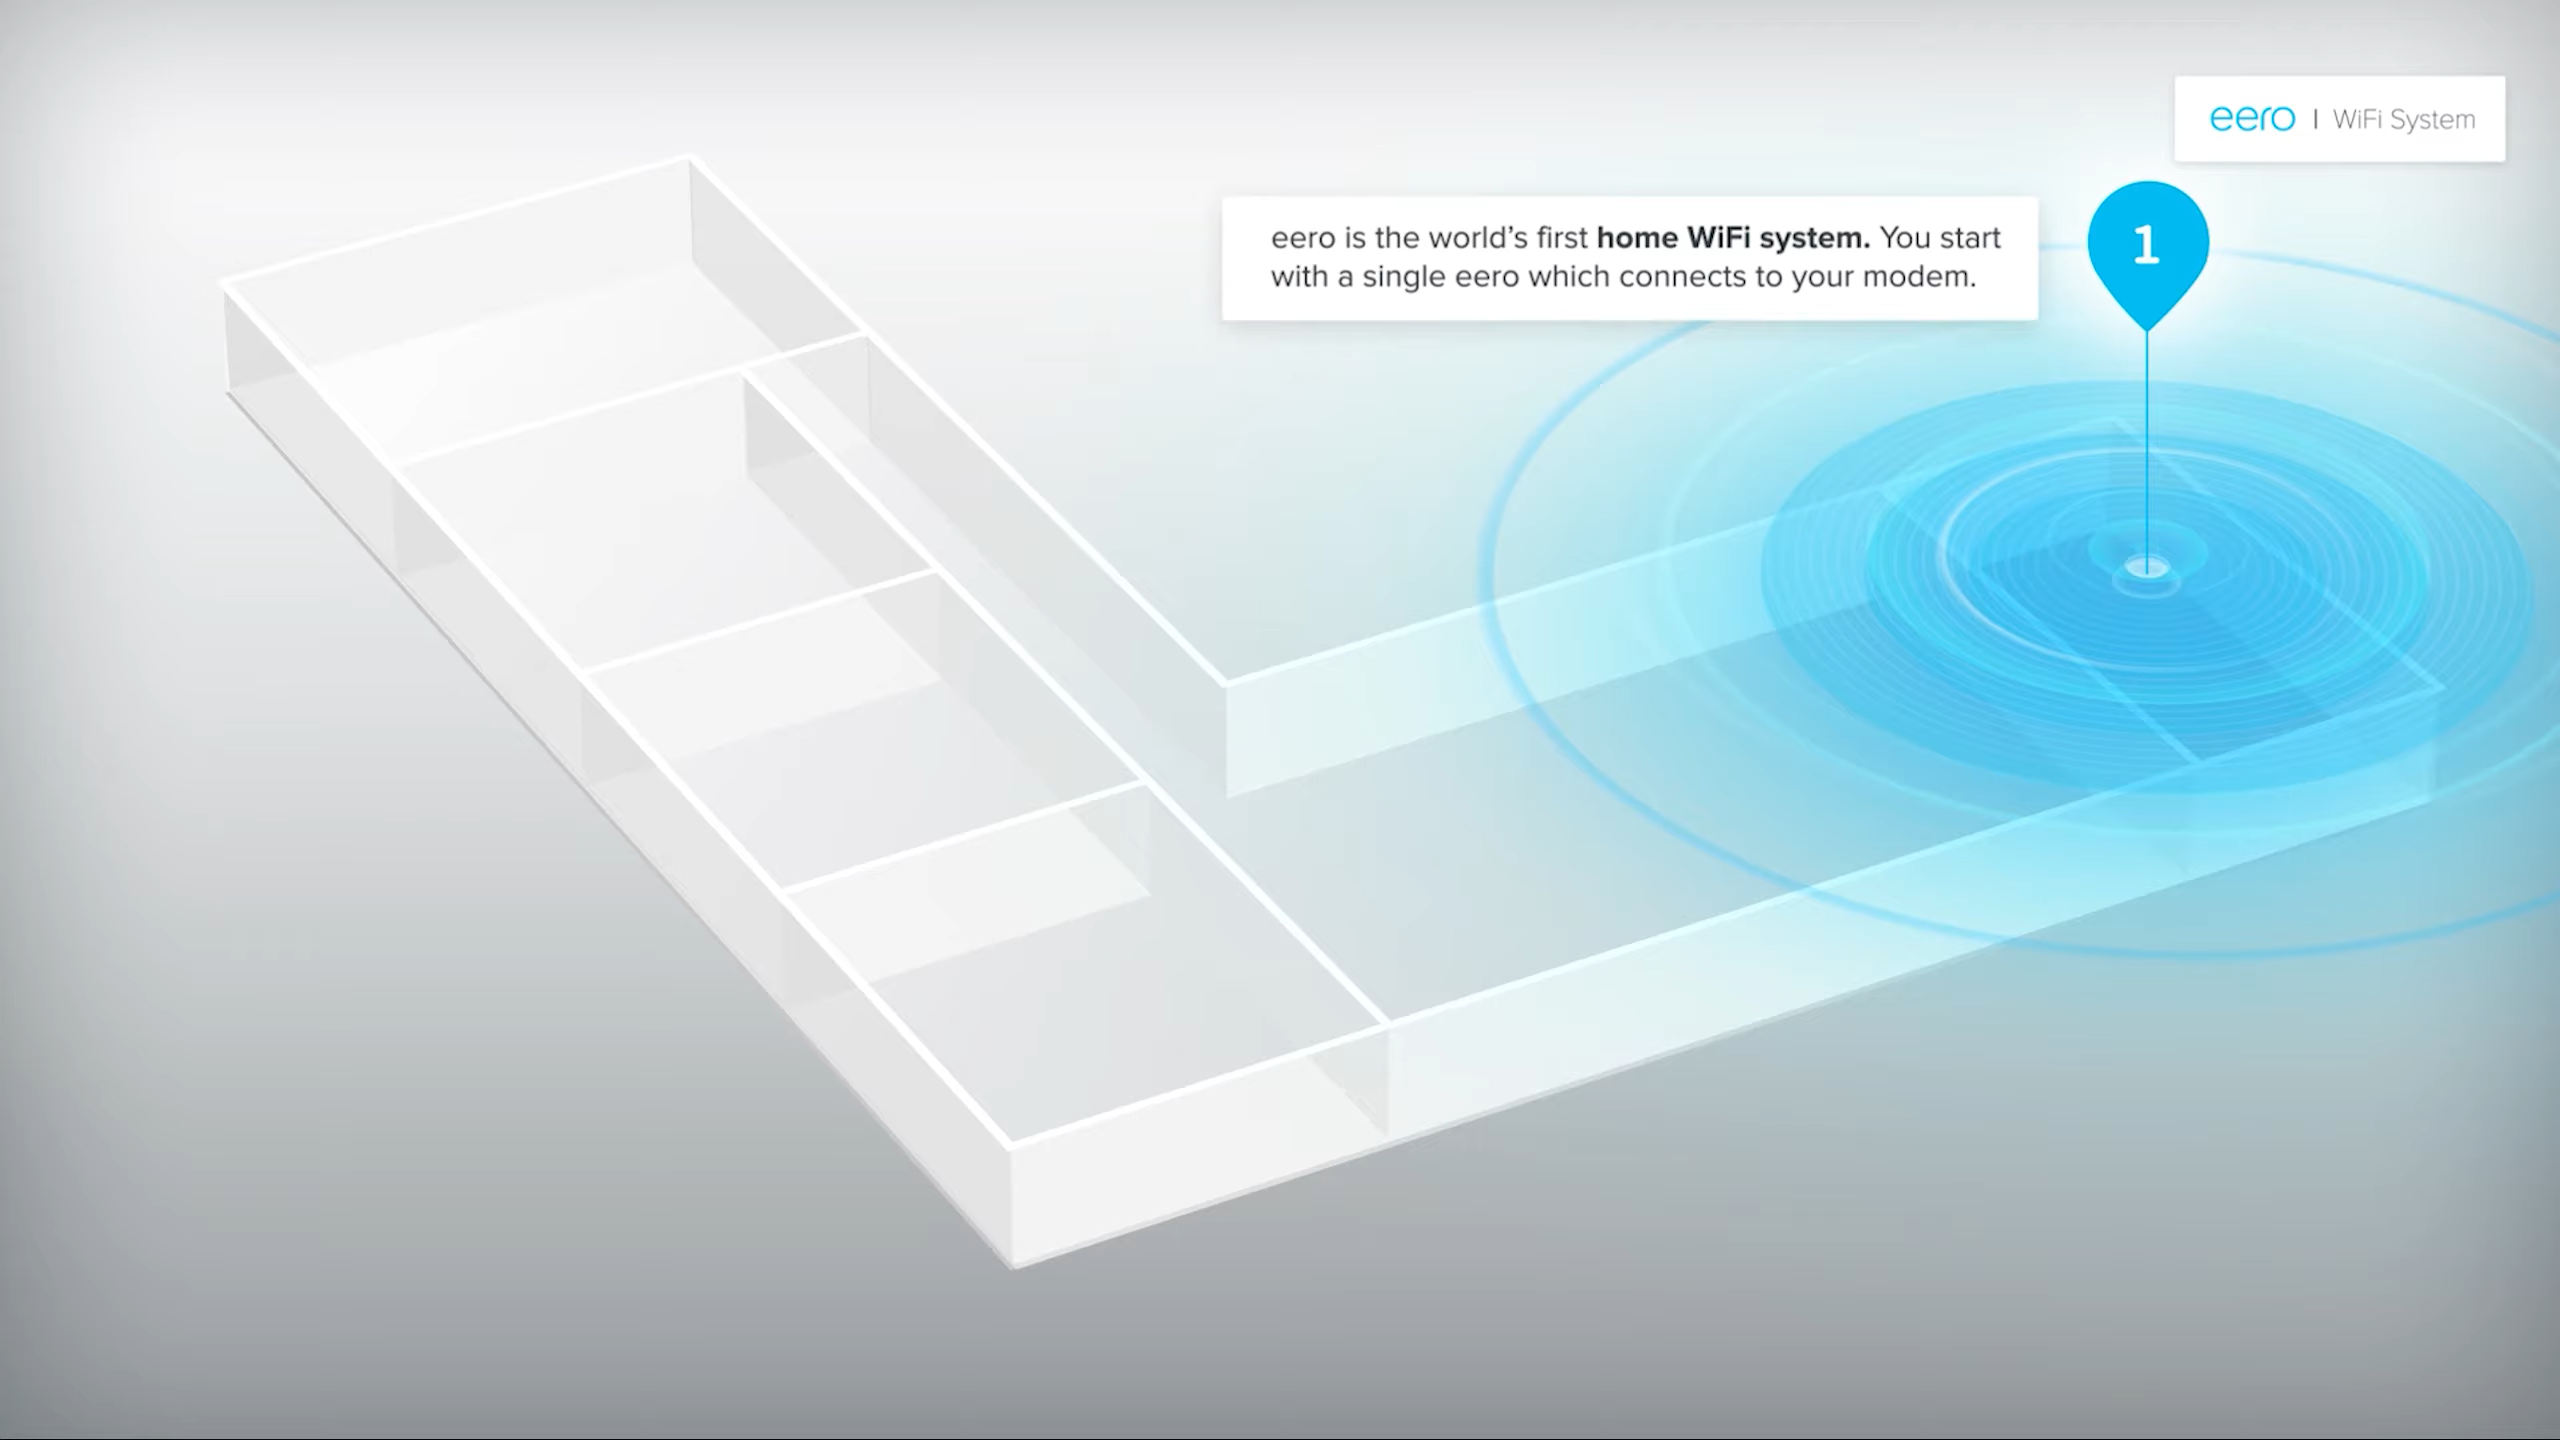 eero | WiFi System
eero is the world’s first home WiFi system. You start
with a single eero which connects to your modem.
1